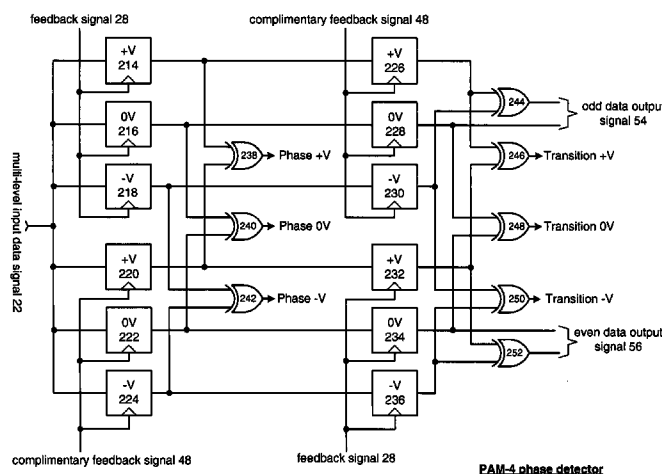 feedback signal 28
complimentary feedback signal 48
+V
214
+V
226
244
odd data output
signal 54
0V
216
0V
228
238
Phase +V
246
Transition +V
-V
218
-V
230
multi-level input data signal 22
240
Phase 0V
248
Transition 0V
+V
220
+V
232
242
Phase -V
250
Transition -V
0V
222
0V
234
even data output
signal 56
252
-V
224
-V
236
complimentary feedback signal 48
feedback signal 28
PAM-4 phase detector